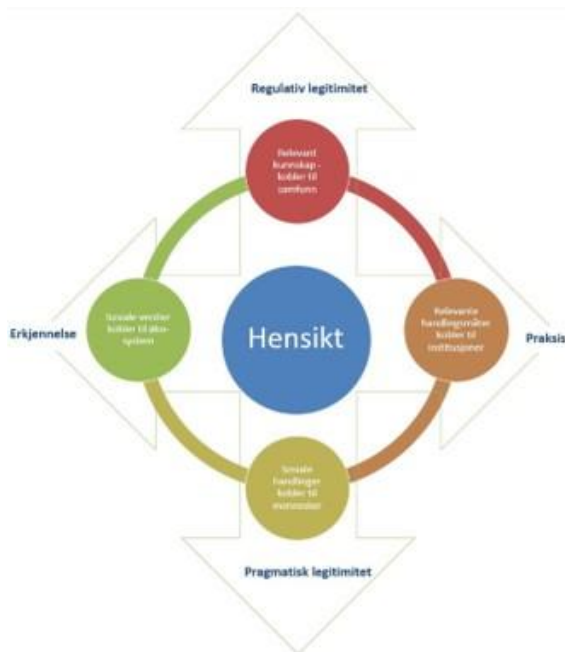 Regulativ legitimitet
Relevant
kunnskap -
kobler til
samfunn
Sosiale verdier
kobler til øko-
system
Erkjennelse
Hensikt
Relevante
handlingsmåter
kobler til
institusjoner
Praksis
Sosiale
handlinger
kobler til
mennesker
Pragmatisk legitimitet